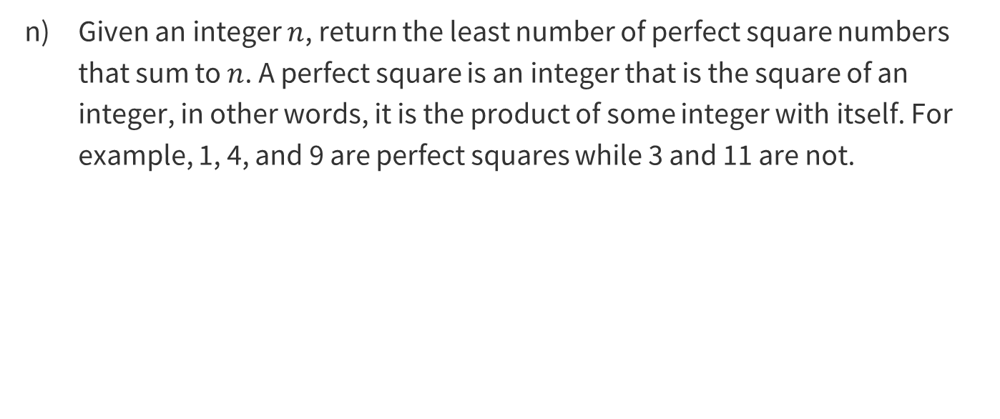 n) Given an integer n, return the least number of perfect square numbers
that sum to n. A perfect square is an integer that is the square of an
integer, in other words, it is the product of some integer with itself. For
example, 1, 4, and 9 are perfect squares while 3 and 11 are not.